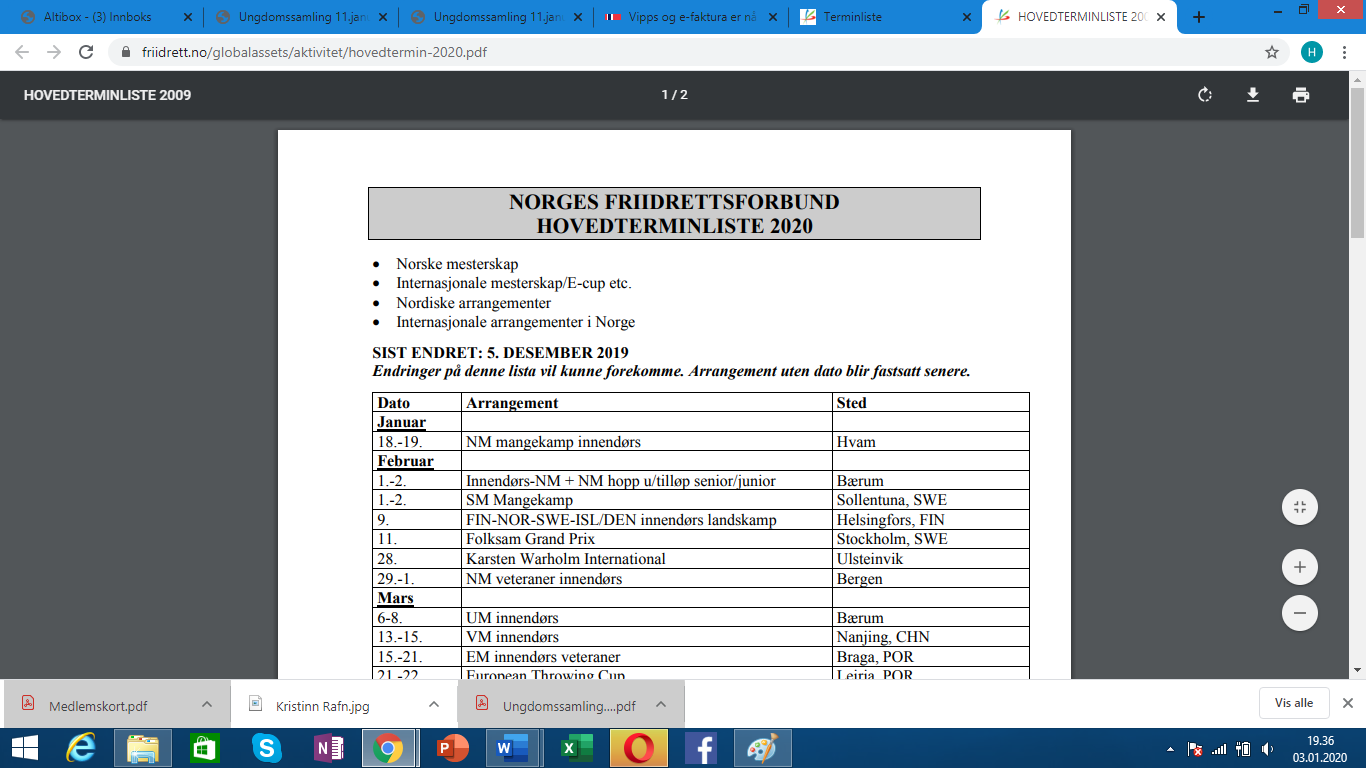 Altibox - (3) Innboks
Ungdomssamling 11.jan
Ungdomssamling 11.jan
Vipps og e-faktura er nå
Terminliste
HOVEDTERMINLISTE 200
friidrett.no/globalassets/aktivitet/hovedtermin-2020.pdf
H
HOVEDTERMINLISTE 2009
1 / 2
NORGES FRIIDRETTSFORBUND
HOVEDTERMINLISTE 2020
• Norske mesterskap
• Internasjonale mesterskap/E-cup etc.
• Nordiske arrangementer
• Internasjonale arrangementer i Norge
SIST ENDRET: 5. DESEMBER 2019
Endringer på denne lista vil kunne forekomme. Arrangement uten dato blir fastsatt senere.
Dato Arrangement Sted
Januar
18.-19. NM mangekamp innendørs Hvam
Februar
1.-2. Innendørs-NM + NM hopp u/tilløp senior/junior Bærum
1.-2. SM Mangekamp Sollentuna, SWE
9. FIN-NOR-SWE-ISL/DEN innendørs landskamp Helsingfors, FIN
11. Folksam Grand Prix Stockholm, SWE
28. Karsten Warholm International Ulsteinvik
29.-1. NM veteraner innendørs Bergen
Mars
6-8. UM innendørs Bærum
13.-15. VM innendørs Nanjing, CHN
15.-21. EM innendørs veteraner Braga, POR
21.-22. European Throwing Cup Leiria, POR
Medlemskort.pdf
Kristinn Rafn.jpg
Ungdomssamling....pdf
Vis alle
19.36
03.01.2020